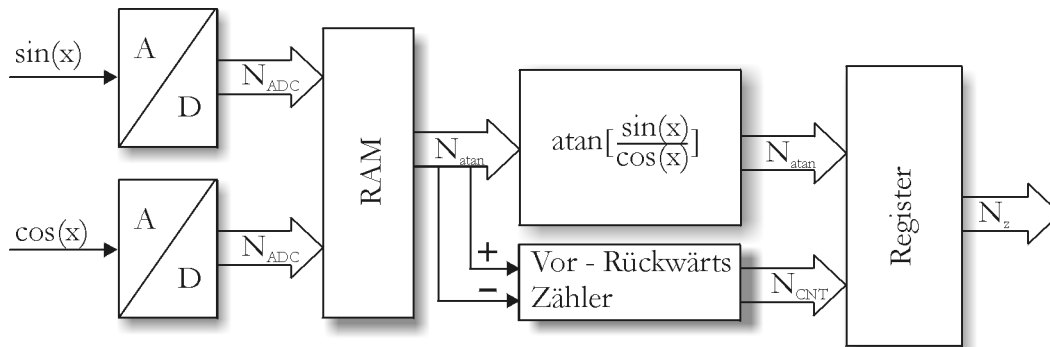 sin(x)
A
D
N_ADC
cos(x)
A
D
N_ADC
RAM
N_atan
atan[sin(x)/cos(x)]
N_atan
+
−
Vor - Rückwärts
Zähler
N_CNT
Register
N_z